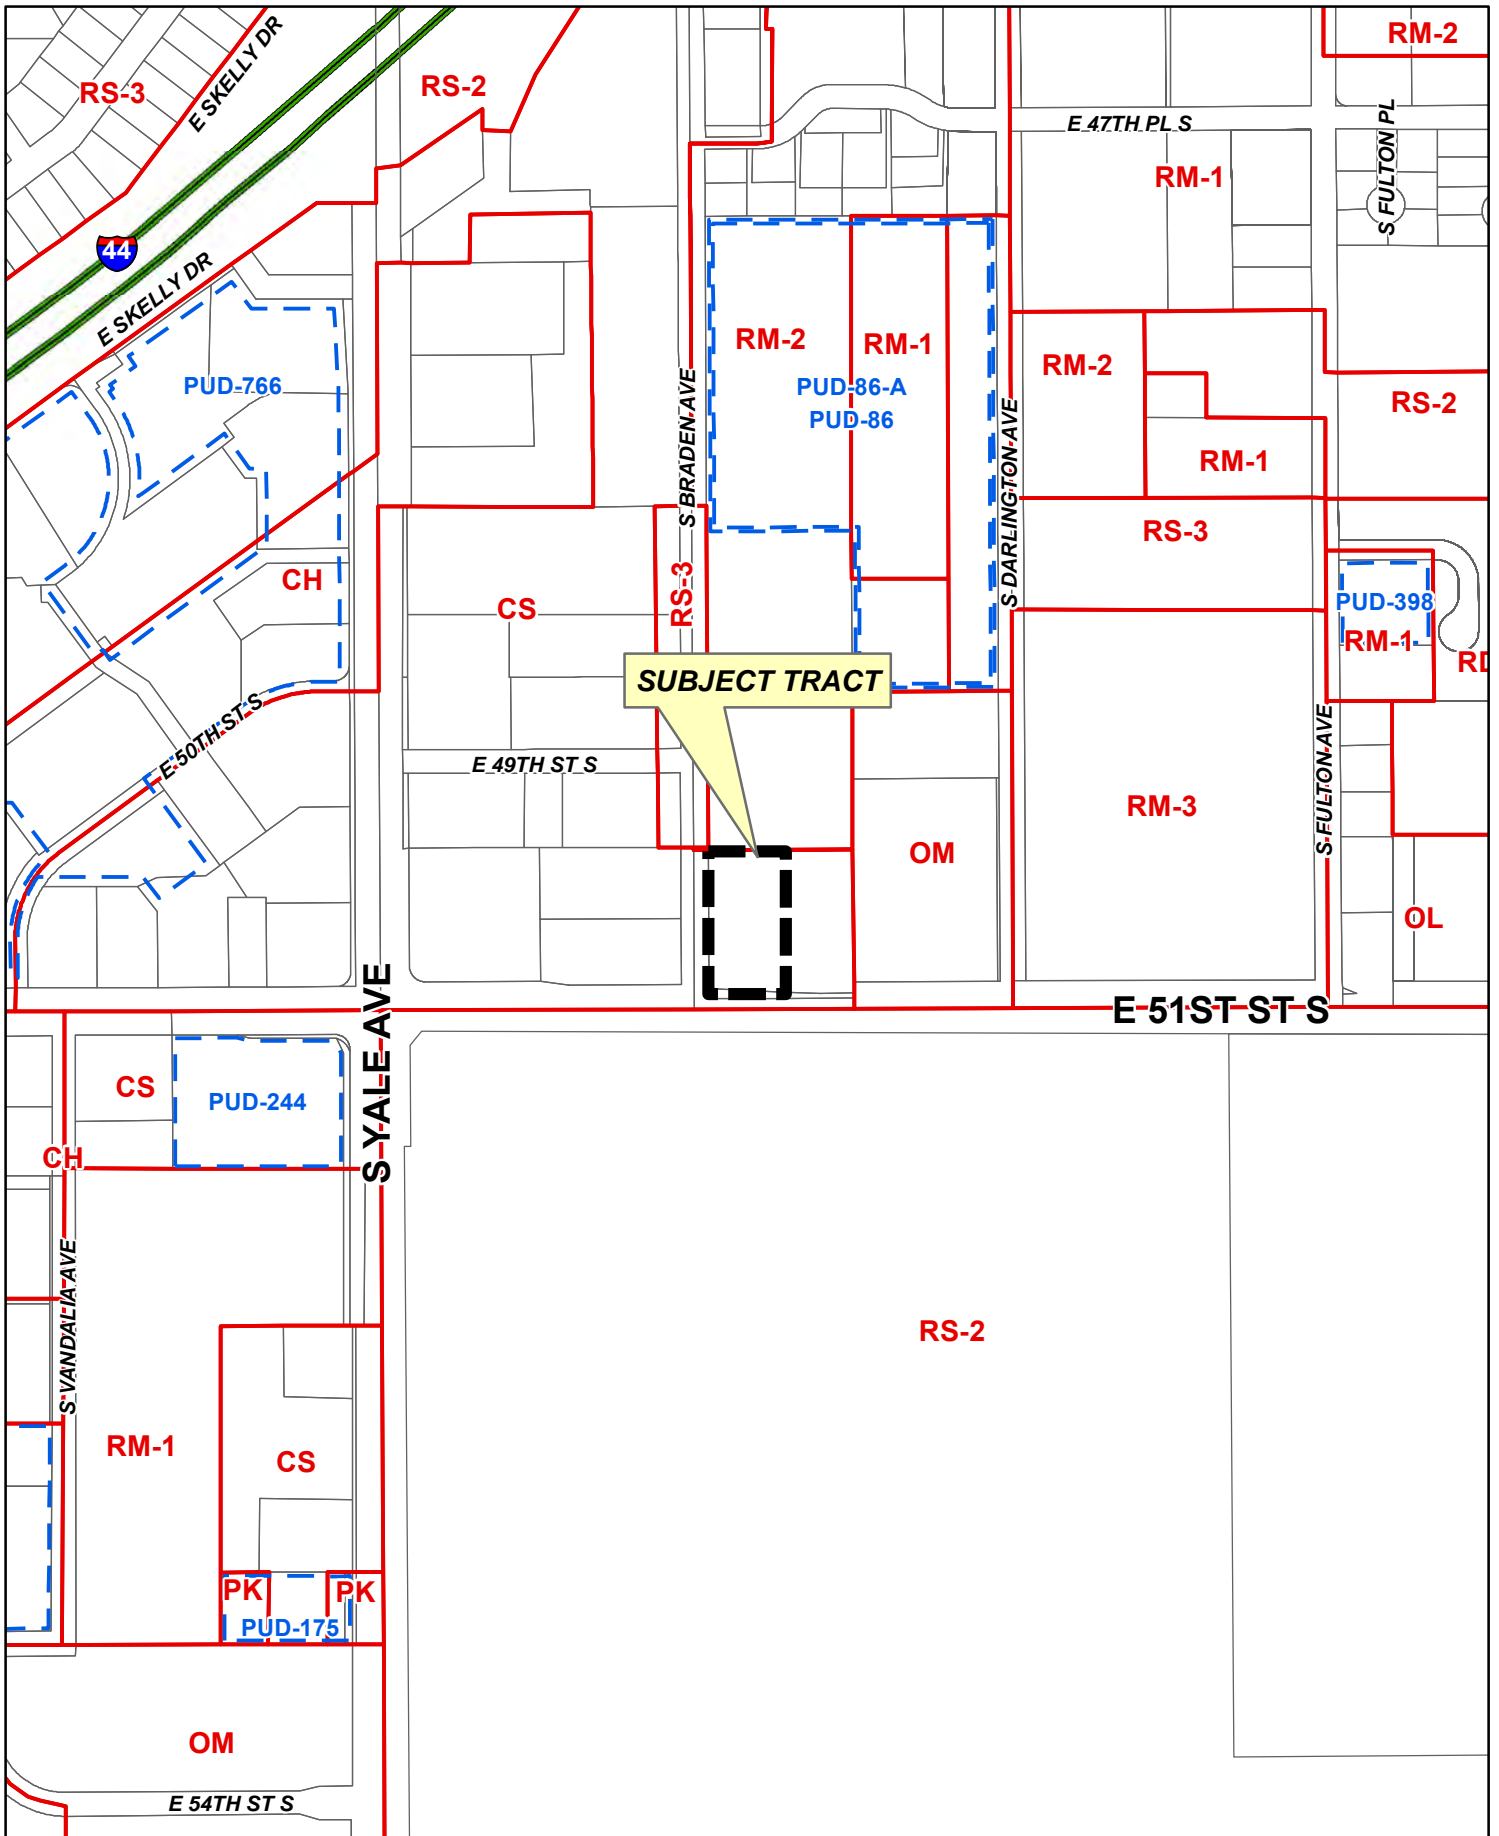 RM-2
E SKELLY DR
RS-2
RS-3
E 47TH PL S
S FULTON PL
RM-1
44
E SKELLY DR
RM-2
RM-1
RM-2
PUD-766
PUD-86-A
PUD-86
RS-2
S BRADEN AVE
S DARLINGTON AVE
RM-1
RS-3
CH
RS-3
CS
PUD-398
RM-1
SUBJECT TRACT
E 50TH ST S
S FULTON AVE
E 49TH ST S
RM-3
OM
OL
E 51ST ST S
S YALE AVE
CS
PUD-244
CH
S VANDALIA AVE
RS-2
RM-1
CS
PK
PK
PUD-175
OM
E 54TH ST S